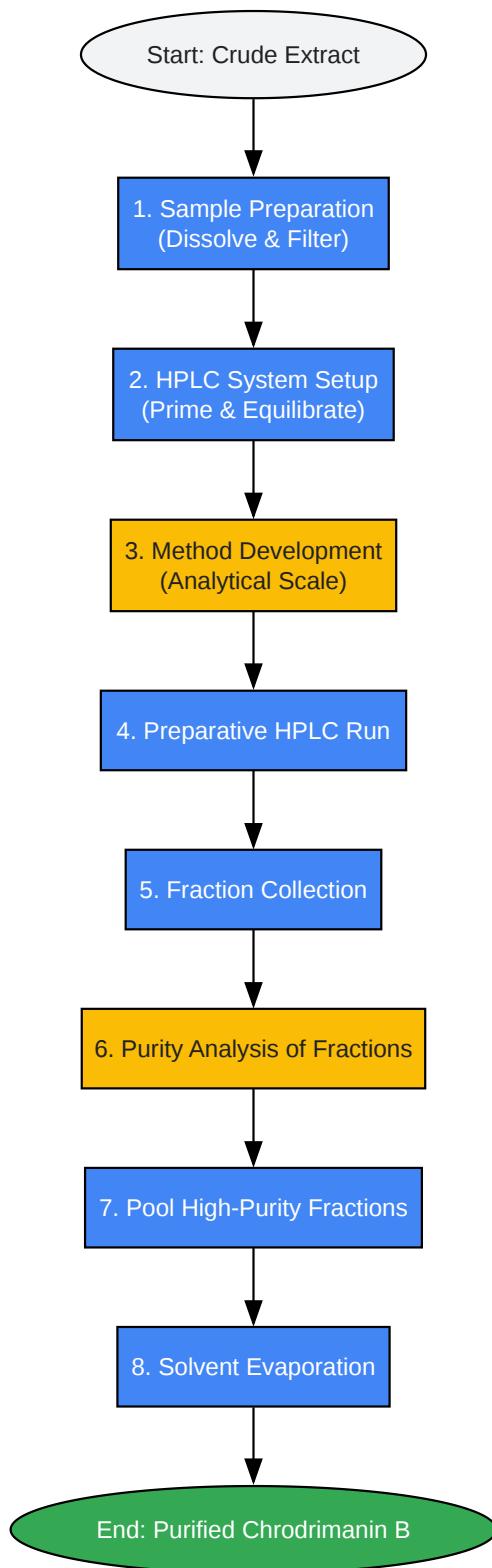 Start: Crude Extract
1. Sample Preparation
(Dissolve & Filter)
2. HPLC System Setup
(Prime & Equilibrate)
3. Method Development
(Analytical Scale)
4. Preparative HPLC Run
5. Fraction Collection
6. Purity Analysis of Fractions
7. Pool High-Purity Fractions
8. Solvent Evaporation
End: Purified Chrodrimanin B